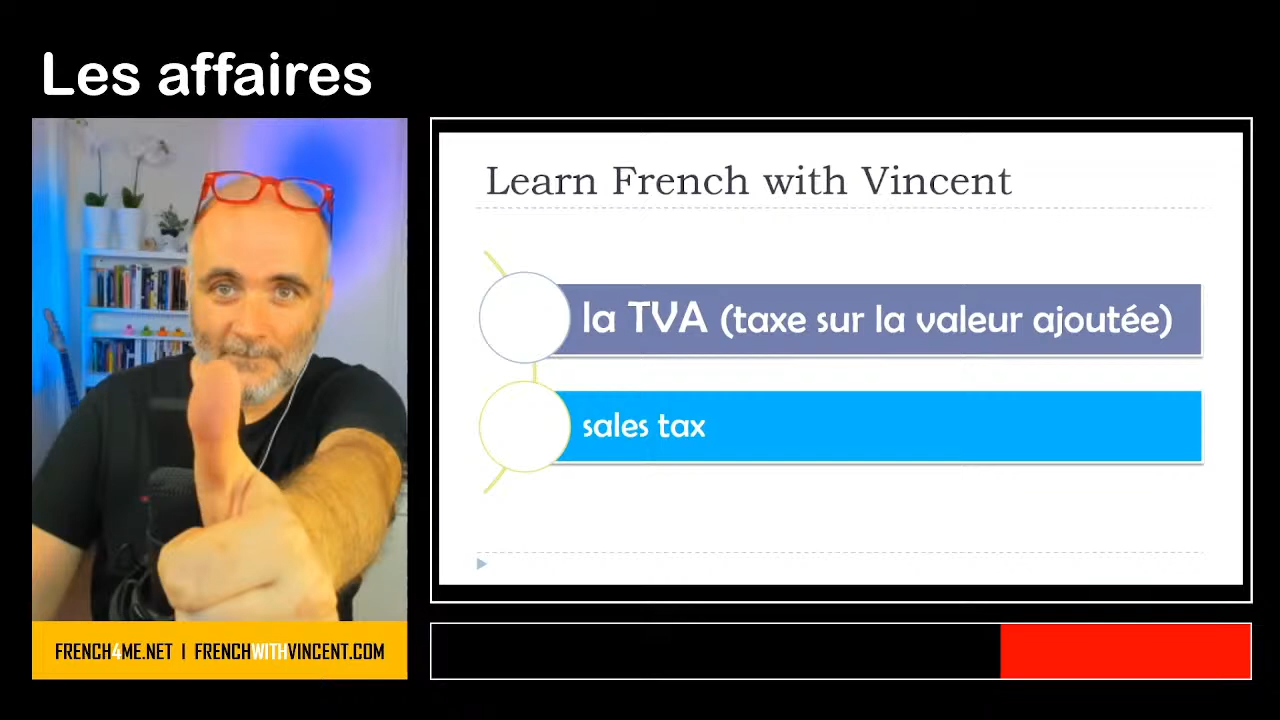 Les affaires
Learn French with Vincent
la TVA (taxe sur la valeur ajoutée)
sales tax
FRENCH4ME.NET | FRENCHWITHVINCENT.COM